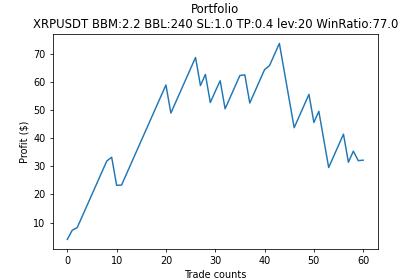 Portfolio
XRPUSDT BBM:2.2 BBL:240 SL:1.0 TP:0.4 lev:20 WinRatio:77.0
70
60
50
40
30
20
10
Profit ($)
0 10 20 30 40 50 60
Trade counts